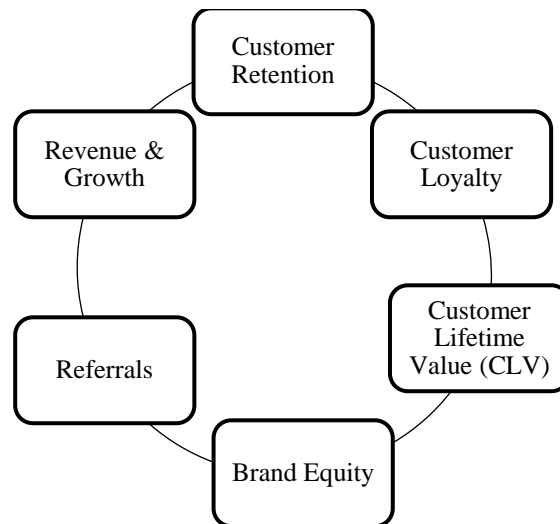 Customer
Retention
Customer
Loyalty
Customer
Lifetime
Value (CLV)
Brand Equity
Referrals
Revenue &
Growth